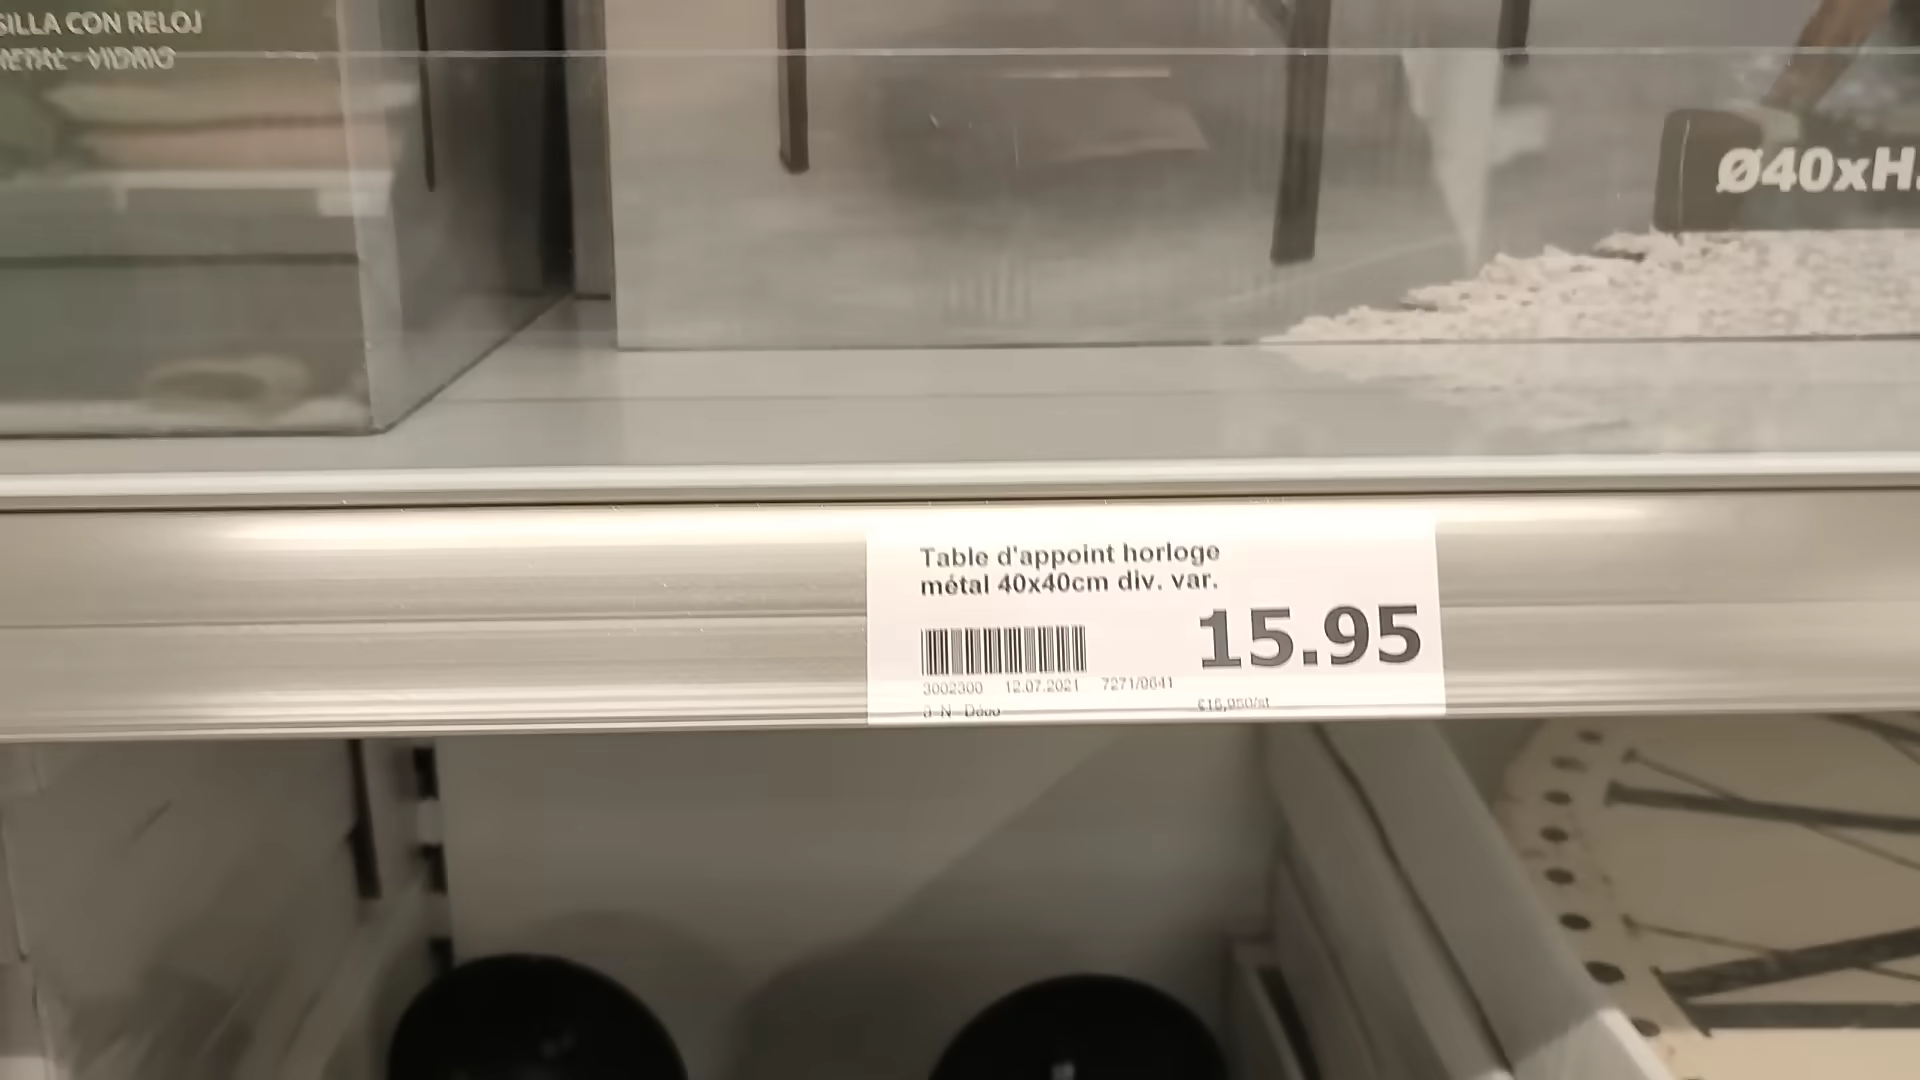 SILLA CON RELOJ
METAL - VIDRIO
Ø40xH.
Table d'appoint horloge
métal 40x40cm div. var.
15.95
3002300 12.07.2021 7271/0641